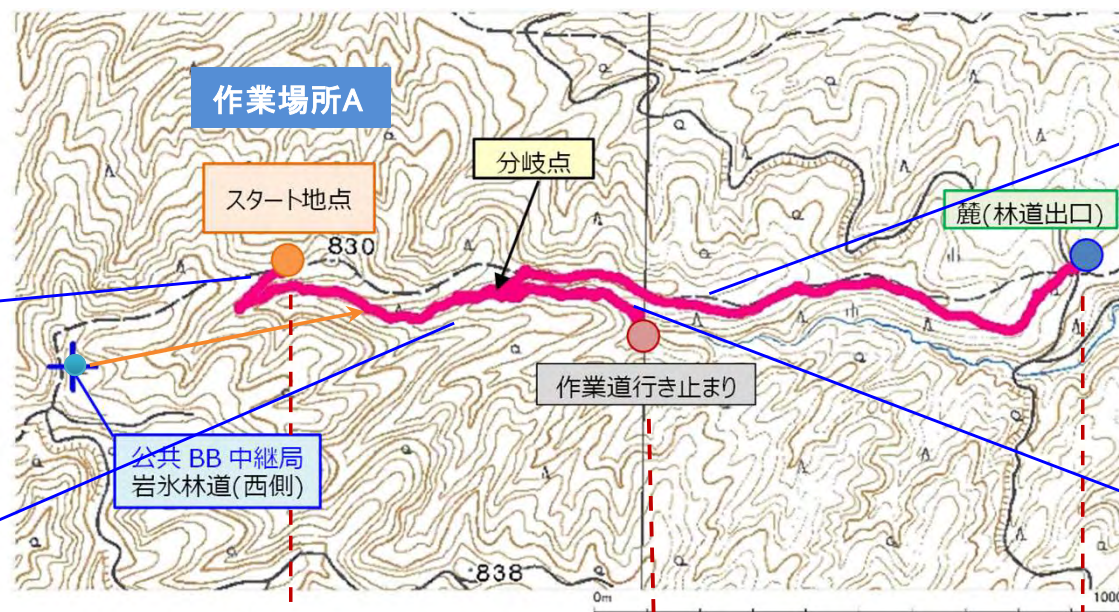 作業場所A
分岐点
スタート地点
麓(林道出口)
830
作業道行き止まり
公共 BB 中継局
岩氷林道(西側)
838
0m